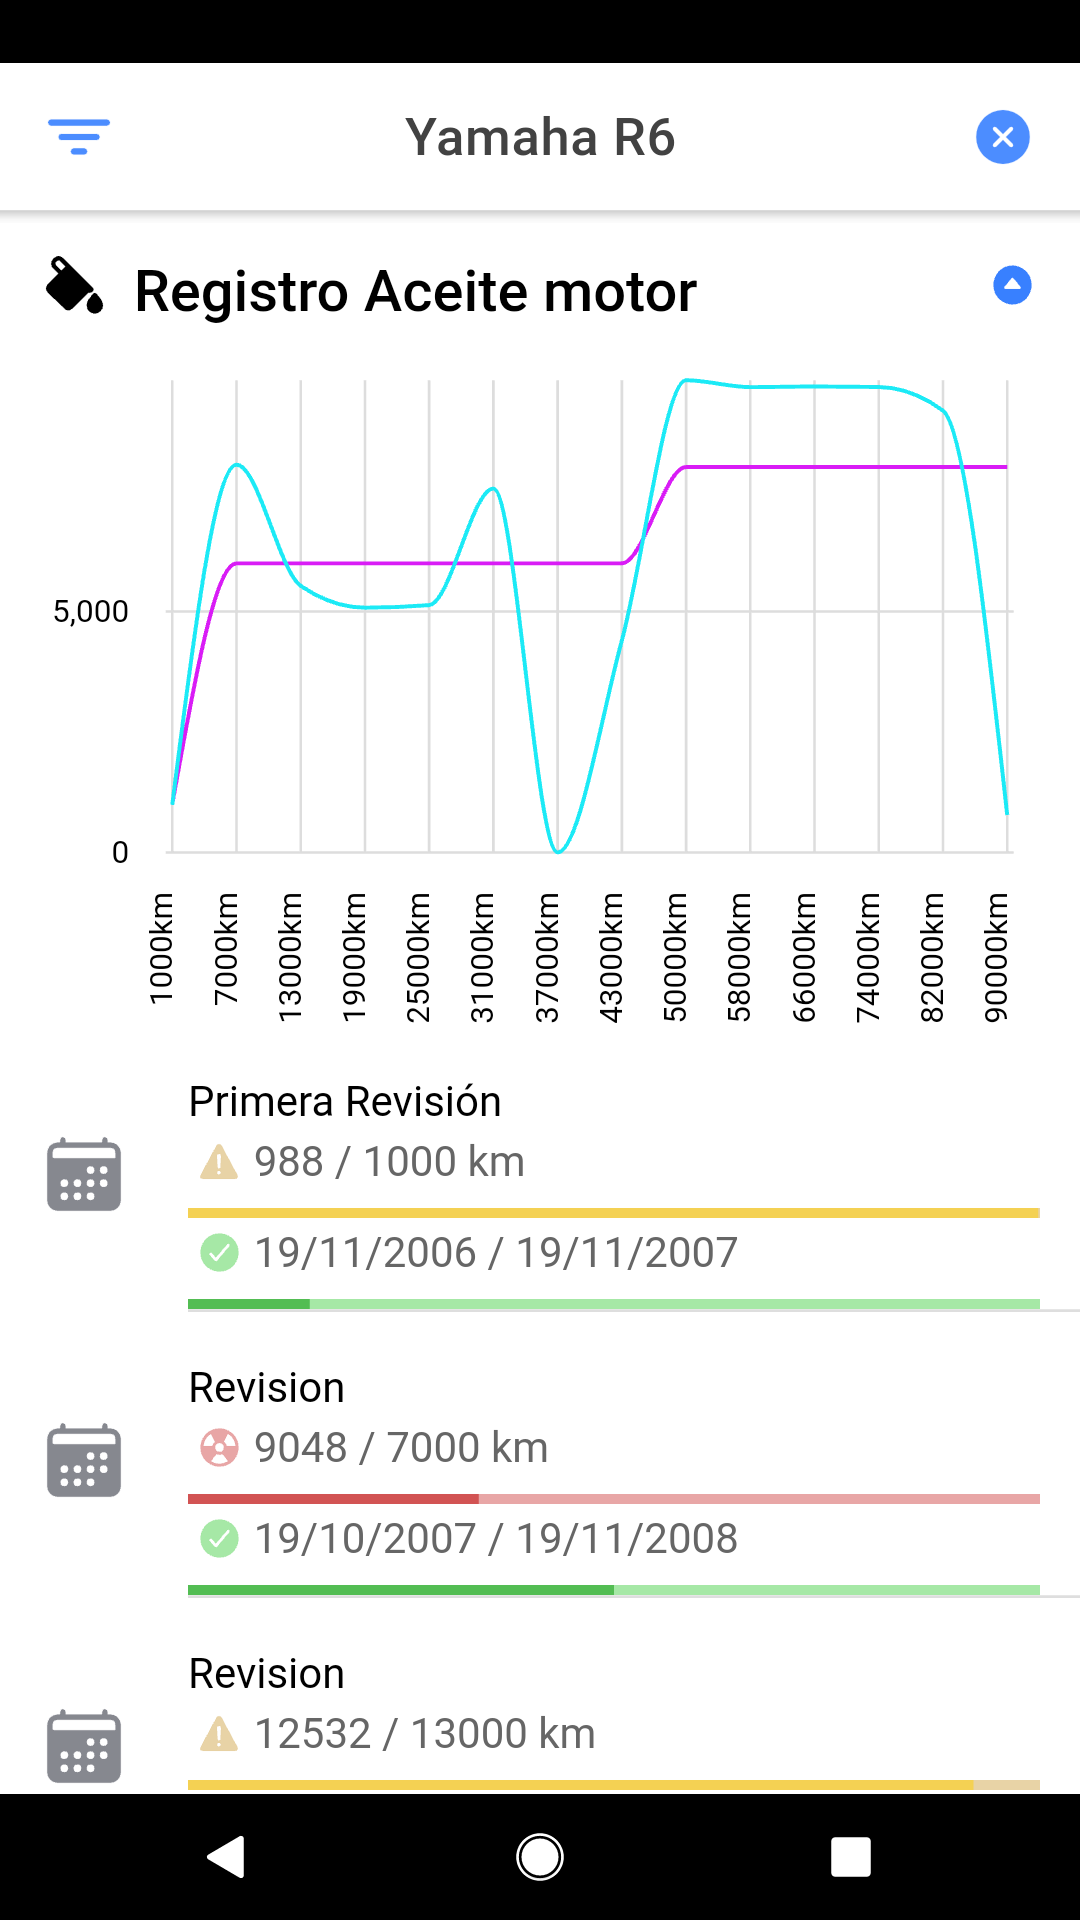 Yamaha R6
Registro Aceite motor
5,000
0
1000km
7000km
13000km
19000km
25000km
31000km
37000km
43000km
50000km
58000km
66000km
74000km
82000km
90000km
Primera Revisión
988 / 1000 km
19/11/2006 / 19/11/2007
Revision
9048 / 7000 km
19/10/2007 / 19/11/2008
Revision
12532 / 13000 km